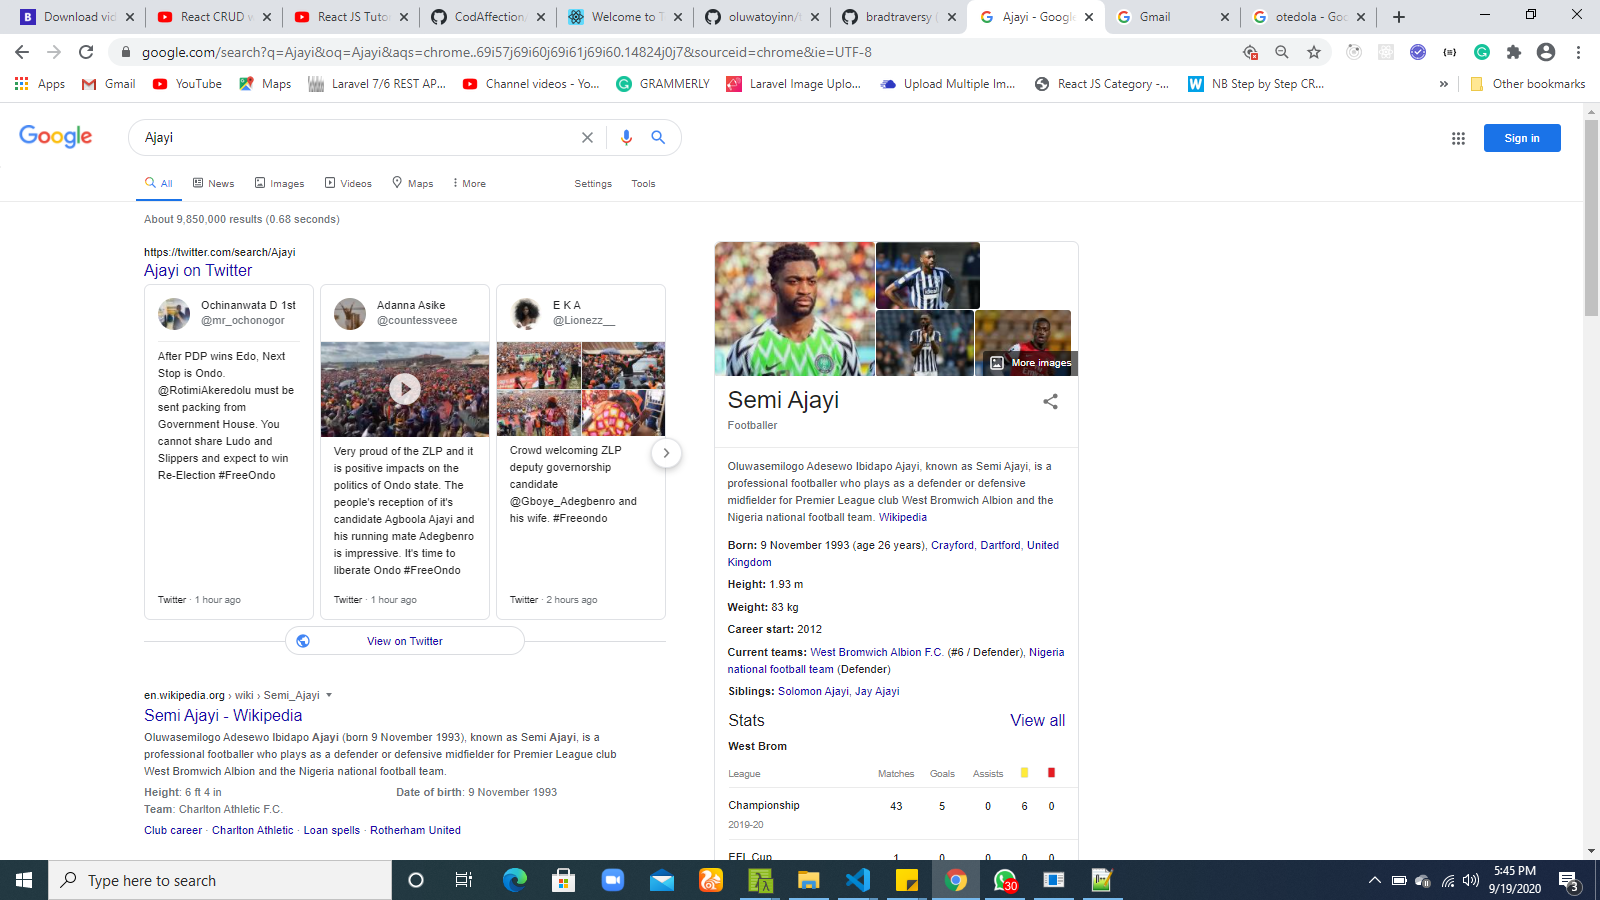 Download vid
React CRUD v
React JS Tutor
CodAffection/
Welcome to T
oluwatoyinn/t
bradtraversy (
Ajayi - Google
Gmail
otedola - Goo
google.com/search?q=Ajayi&oq=Ajayi&aqs=chrome..69i57j69i60j69i61j69i60.14824j0j7&sourceid=chrome&ie=UTF-8
Apps
Gmail
YouTube
Maps
Laravel 7/6 REST AP...
Channel videos - Yo...
GRAMMERLY
Laravel Image Uplo...
Upload Multiple Im...
React JS Category -...
NB Step by Step CR...
»
Other bookmarks
Google
Ajayi
Sign in
All
News
Images
Videos
Maps
More
Settings
Tools
About 9,850,000 results (0.68 seconds)
https://twitter.com/search/Ajayi
Ajayi on Twitter
Ochinanwata D 1st
@mr_ochonogor
After PDP wins Edo, Next
Stop is Ondo.
@RotimiAkeredolu must be
sent packing from
Government House. You
cannot share Ludo and
Slippers and expect to win
Re-Election #FreeOndo
Twitter · 1 hour ago
Adanna Asike
@countessveee
Very proud of the ZLP and it
is positive impacts on the
politics of Ondo state. The
people's reception of it's
candidate Agboola Ajayi and
his running mate Adegbenro
is impressive. It's time to
liberate Ondo #FreeOndo
Twitter · 1 hour ago
E K A
@Lionezz__
Crowd welcoming ZLP
deputy governorship
candidate
@Gboye_Adegbenro and
his wife. #Freeondo
Twitter · 2 hours ago
View on Twitter
en.wikipedia.org › wiki › Semi_Ajayi
Semi Ajayi - Wikipedia
Oluwasemilogo Adesewo Ibidapo Ajayi (born 9 November 1993), known as Semi Ajayi, is a
professional footballer who plays as a defender or defensive midfielder for Premier League club
West Bromwich Albion and the Nigeria national football team.
Height: 6 ft 4 in
Date of birth: 9 November 1993
Team: Charlton Athletic F.C.
Club career · Charlton Athletic · Loan spells · Rotherham United
More images
Semi Ajayi
Footballer
Oluwasemilogo Adesewo Ibidapo Ajayi, known as Semi Ajayi, is a
professional footballer who plays as a defender or defensive
midfielder for Premier League club West Bromwich Albion and the
Nigeria national football team. Wikipedia
Born: 9 November 1993 (age 26 years), Crayford, Dartford, United
Kingdom
Height: 1.93 m
Weight: 83 kg
Career start: 2012
Current teams: West Bromwich Albion F.C. (#6 / Defender), Nigeria
national football team (Defender)
Siblings: Solomon Ajayi, Jay Ajayi
Stats
View all
West Brom
League Matches Goals Assists
Championship 43 5 0 6 0
2019-20
EFL Cup 1 0 0 0 0
Type here to search
30
5:45 PM
9/19/2020
3